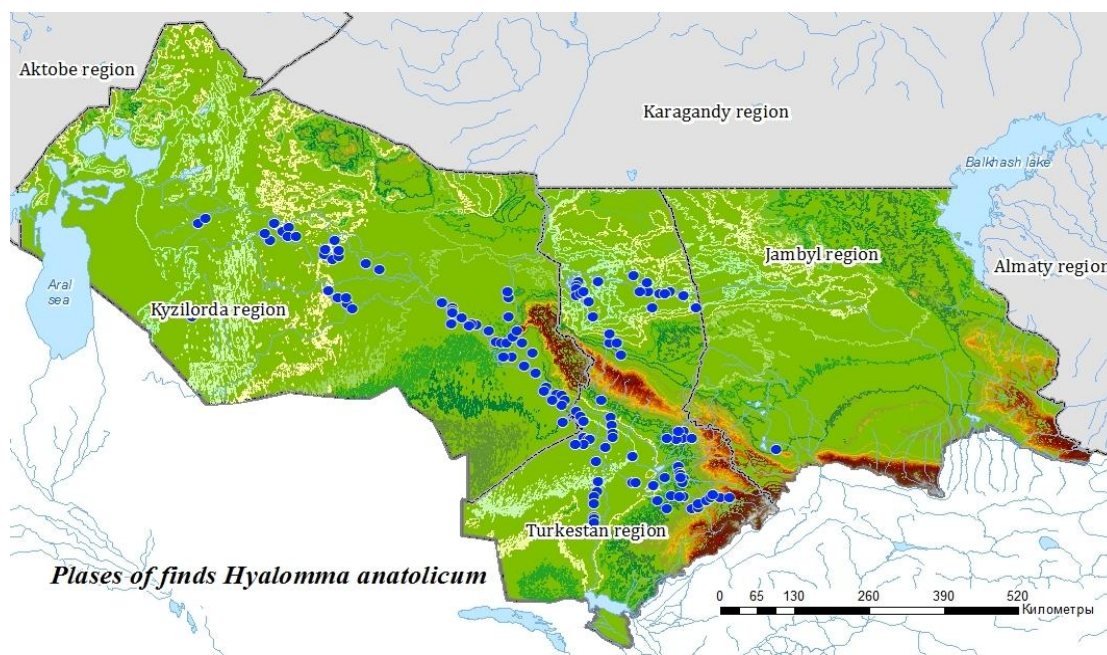 Aktobe region
Karagandy region
Balkhash lake
Jambyl region
Almaty region
Aral
sea
Kyzilorda region
Turkestan region
Plases of finds Hyalomma anatolicum
0 65 130 260 390 520
Километры